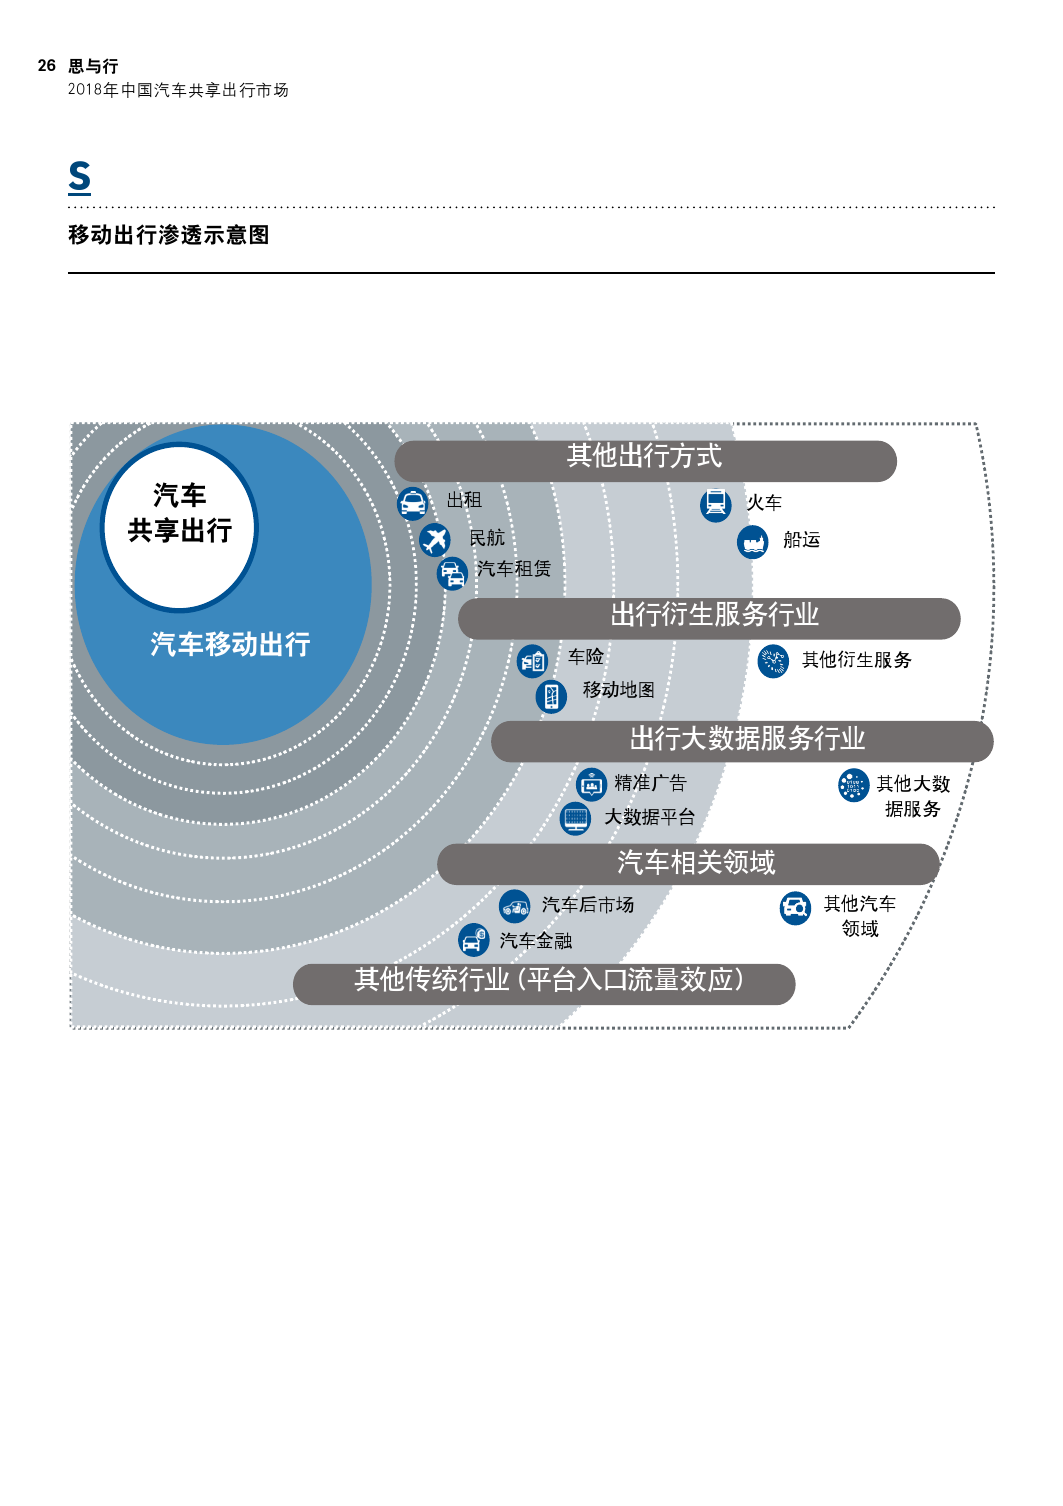 26 思与行
2018年中国汽车共享出行市场
S
移动出行渗透示意图
汽车
共享出行
汽车移动出行
其他出行方式
出租
民航
汽车租赁
火车
船运
出行衍生服务行业
车险
移动地图
其他衍生服务
出行大数据服务行业
精准广告
大数据平台
其他大数
据服务
汽车相关领域
汽车后市场
汽车金融
其他汽车
领域
其他传统行业（平台入口流量效应）